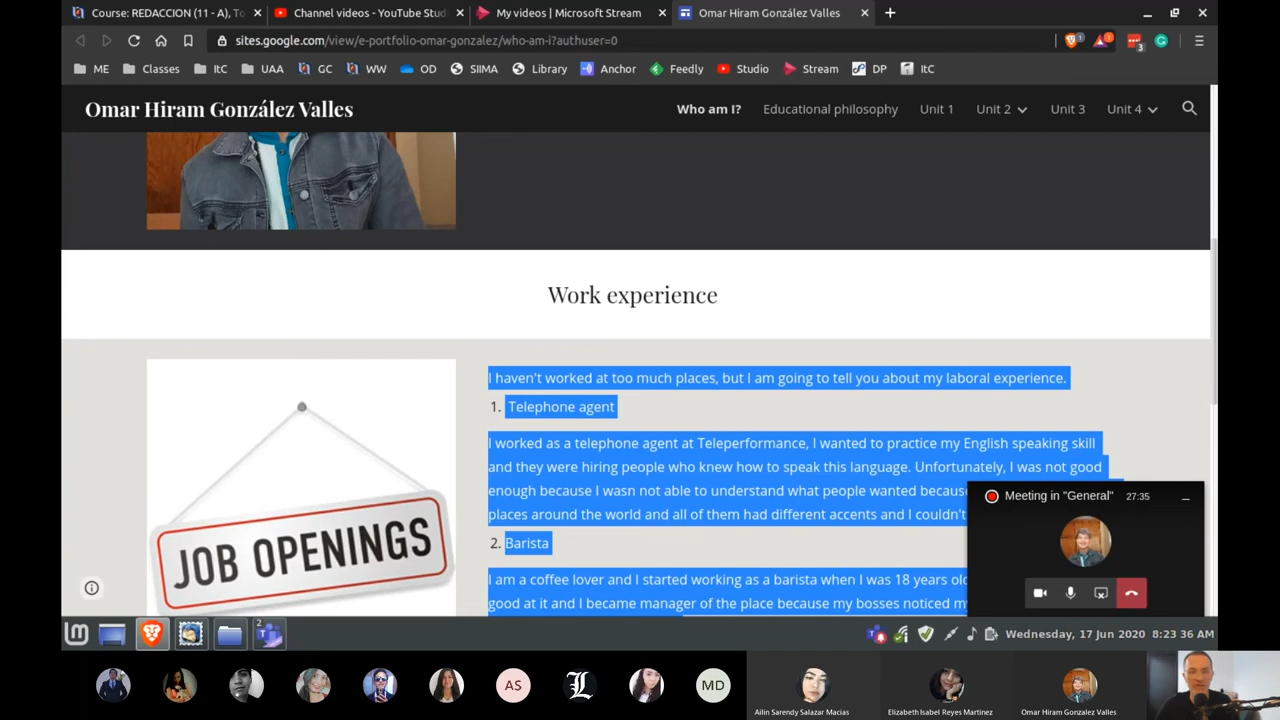 Course: REDACCION (11 - A), To
Channel videos - YouTube Stud
My videos | Microsoft Stream
Omar Hiram González Valles
sites.google.com/view/e-portfolio-omar-gonzalez/who-am-i?authuser=0
1
3
ME
Classes
ItC
UAA
GC
WW
OD
SIIMA
Library
Anchor
Feedly
Studio
Stream
DP
ItC
Omar Hiram González Valles
Who am I?
Educational philosophy
Unit 1
Unit 2
Unit 3
Unit 4
Work experience
JOB OPENINGS
I haven't worked at too much places, but I am going to tell you about my laboral experience.
1. Telephone agent
I worked as a telephone agent at Teleperformance, I wanted to practice my English speaking skill
and they were hiring people who knew how to speak this language. Unfortunately, I was not good
enough because I wasn not able to understand what people wanted becaus
places around the world and all of them had different accents and I couldn't
2. Barista
I am a coffee lover and I started working as a barista when I was 18 years old
good at it and I became manager of the place because my bosses noticed my
Meeting in "General"
27:35
2
Wednesday, 17 Jun 2020
8:23 36 AM
AS
L
MD
Ailin Sarendy Salazar Macias
Elizabeth Isabel Reyes Martinez
Omar Hiram Gonzalez Valles